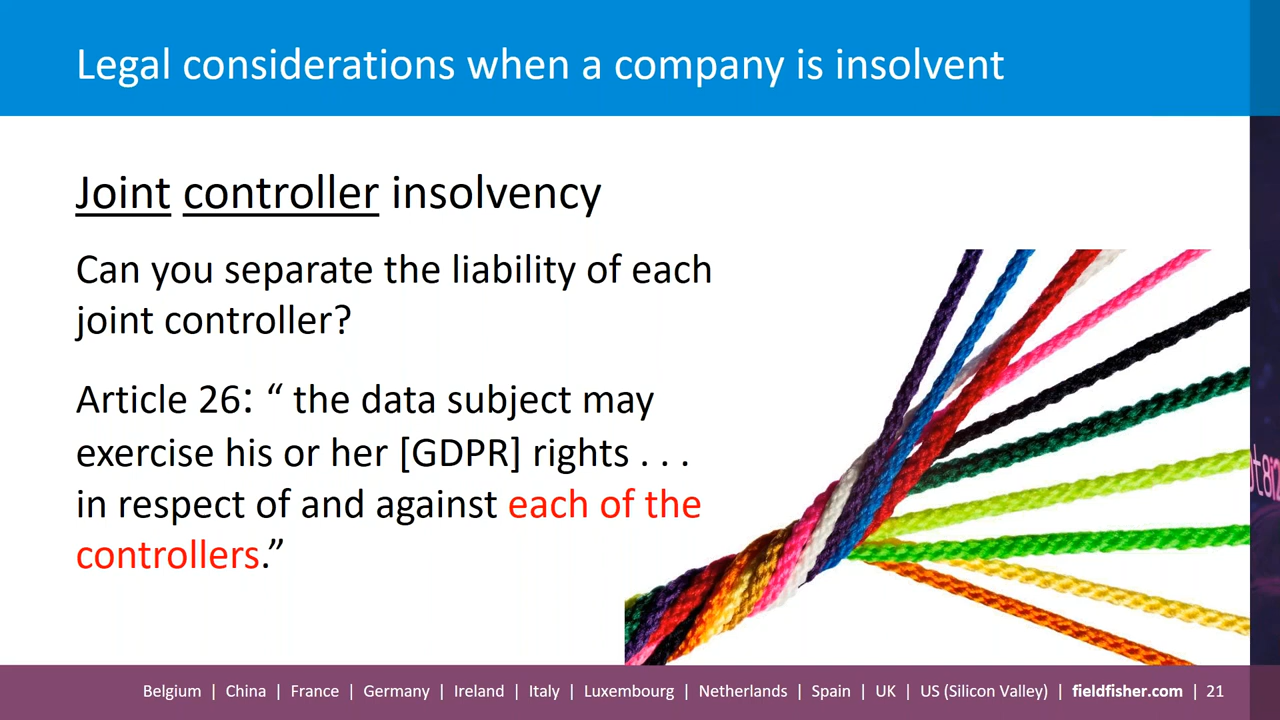 Legal considerations when a company is insolvent
Joint controller insolvency
Can you separate the liability of each
joint controller?
Article 26: “ the data subject may
exercise his or her [GDPR] rights . . .
in respect of and against each of the
controllers.”
Belgium | China | France | Germany | Ireland | Italy | Luxembourg | Netherlands | Spain | UK | US (Silicon Valley) | fieldfisher.com | 21